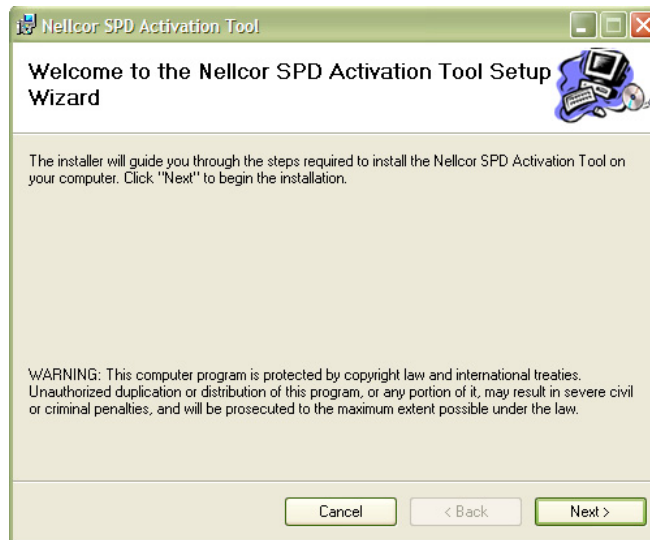 Nellcor SPD Activation Tool
Welcome to the Nellcor SPD Activation Tool Setup
Wizard
The installer will guide you through the steps required to install the Nellcor SPD Activation Tool on
your computer. Click "Next" to begin the installation.
WARNING: This computer program is protected by copyright law and international treaties.
Unauthorized duplication or distribution of this program, or any portion of it, may result in severe civil
or criminal penalties, and will be prosecuted to the maximum extent possible under the law.
Cancel
< Back
Next >